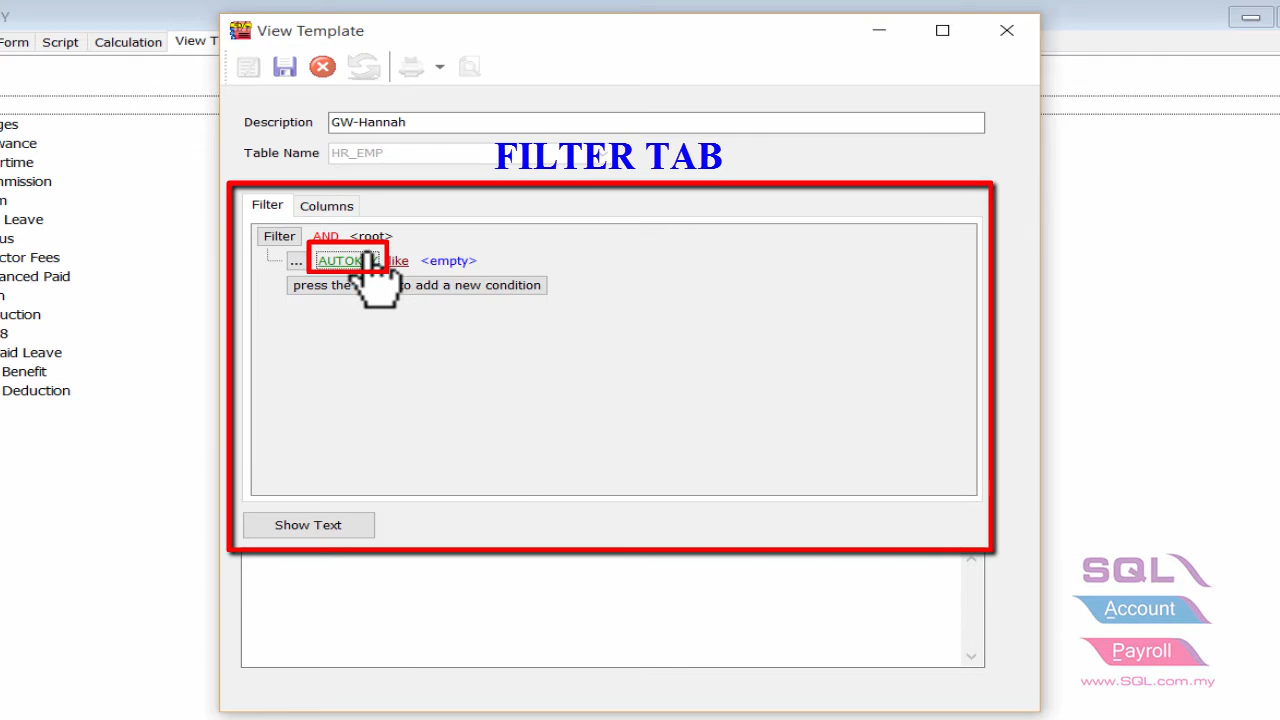 Y
View Template
Form Script Calculation View T
Description GW-Hannah
Table Name HR_EMP
FILTER TAB
Filter Columns
Filter AND <root>
... like <empty>
press the to add a new condition
Show Text
ges
wance
rtime
mission
m
Leave
us
ctor Fees
anced Paid
n
uction
8
aid Leave
Benefit
Deduction
SQL
Account
Payroll
www.SQL.com.my